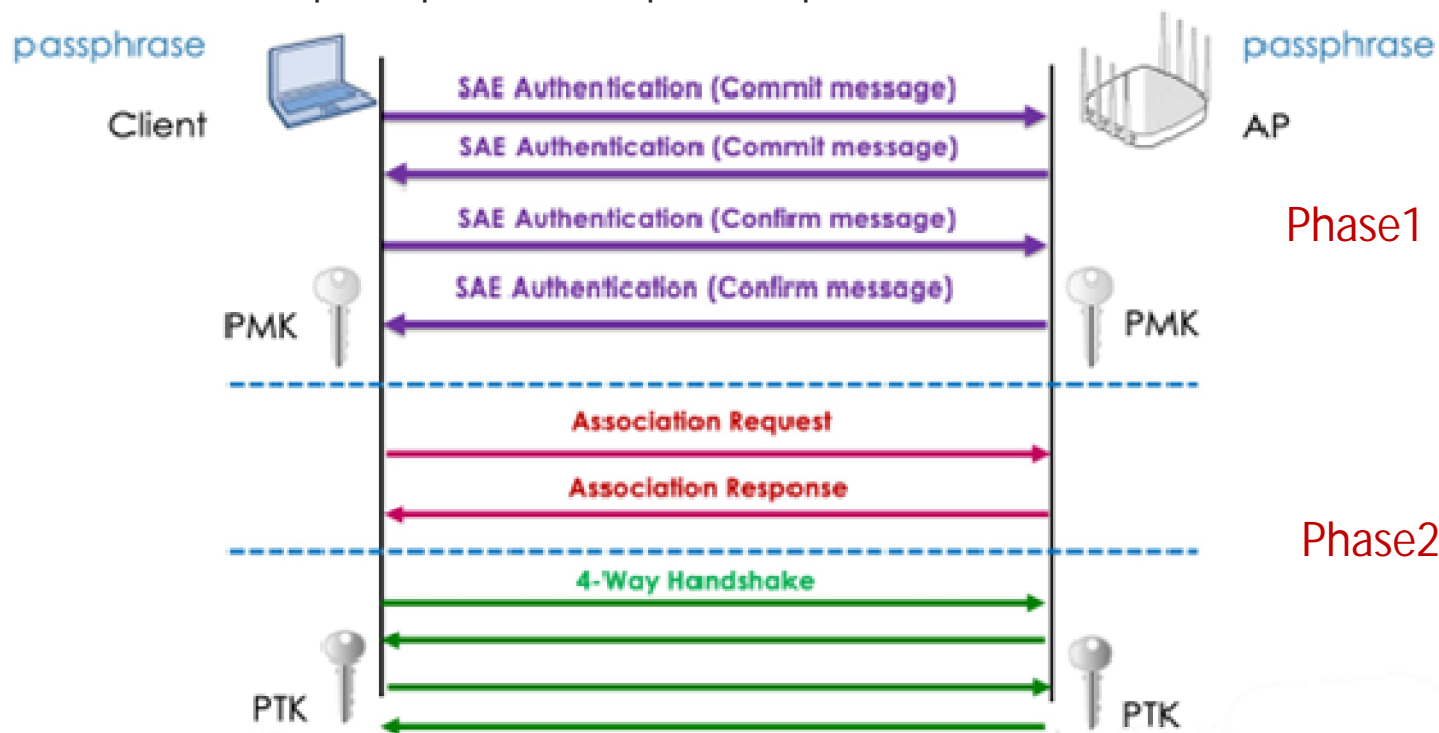 passphrase
passphrase
SAE Authentication (Commit message)
Client
AP
SAE Authentication (Commit message)
SAE Authentication (Confirm message)
Phase1
SAE Authentication (Confirm message)
PMK
PMK
Association Request
Association Response
Phase2
4-Way Handshake
PTK
PTK